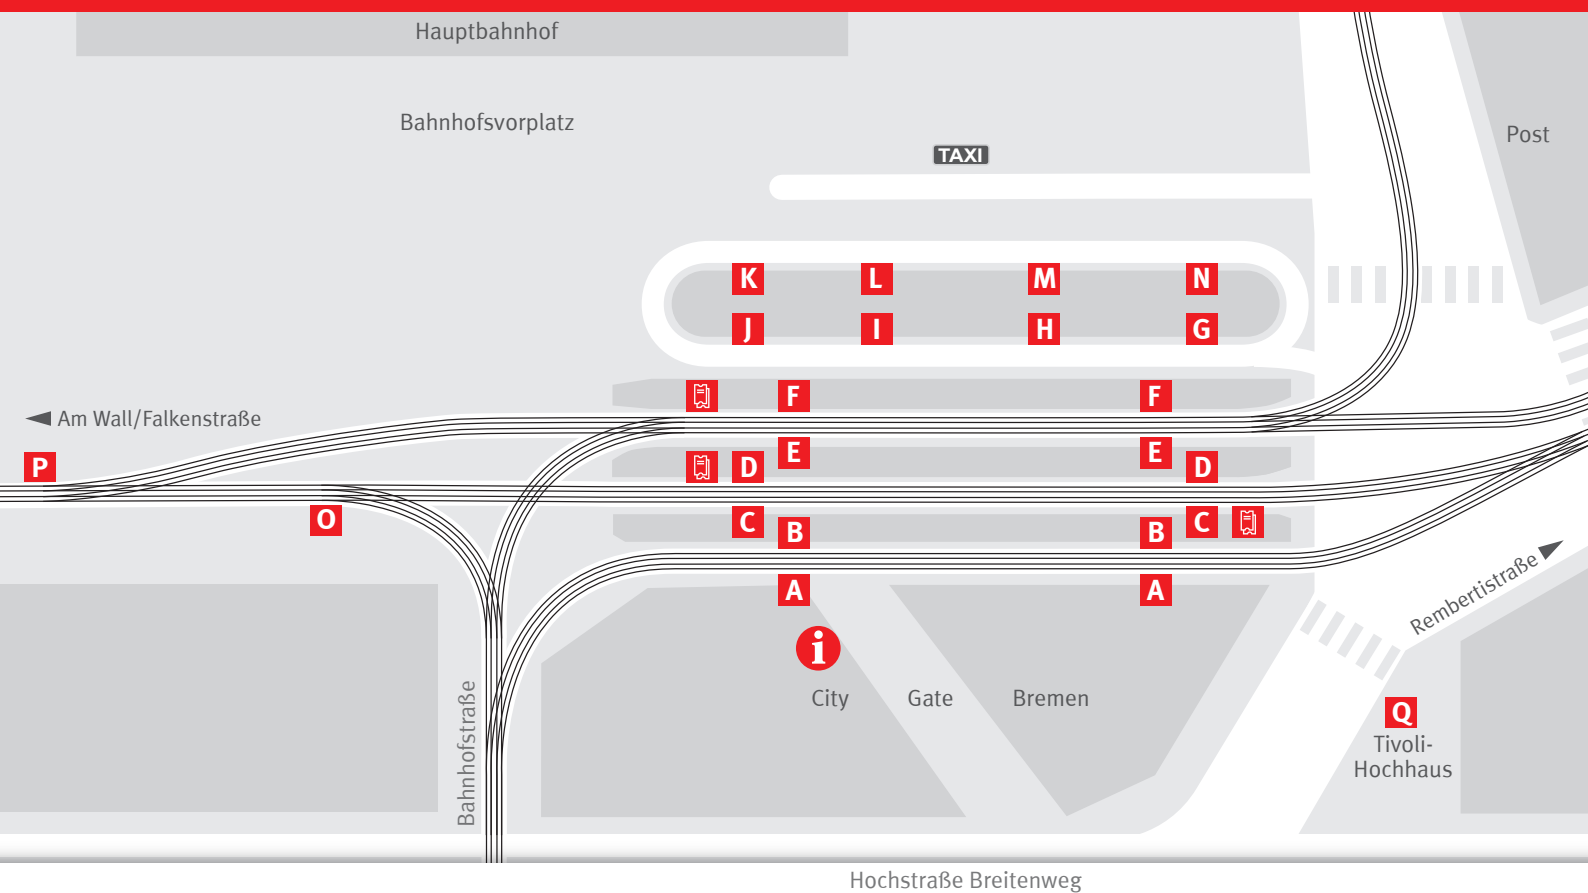 Hauptbahnhof
Bahnhofsvorplatz
Post
TAXI
K L M N
J I H G
F F
Am Wall/Falkenstraße
E E
P D D
O C C
B B
A A
Rembertistraße
i
City Gate Bremen
Bahnhofstraße
Q
Tivoli-
Hochhaus
Hochstraße Breitenweg